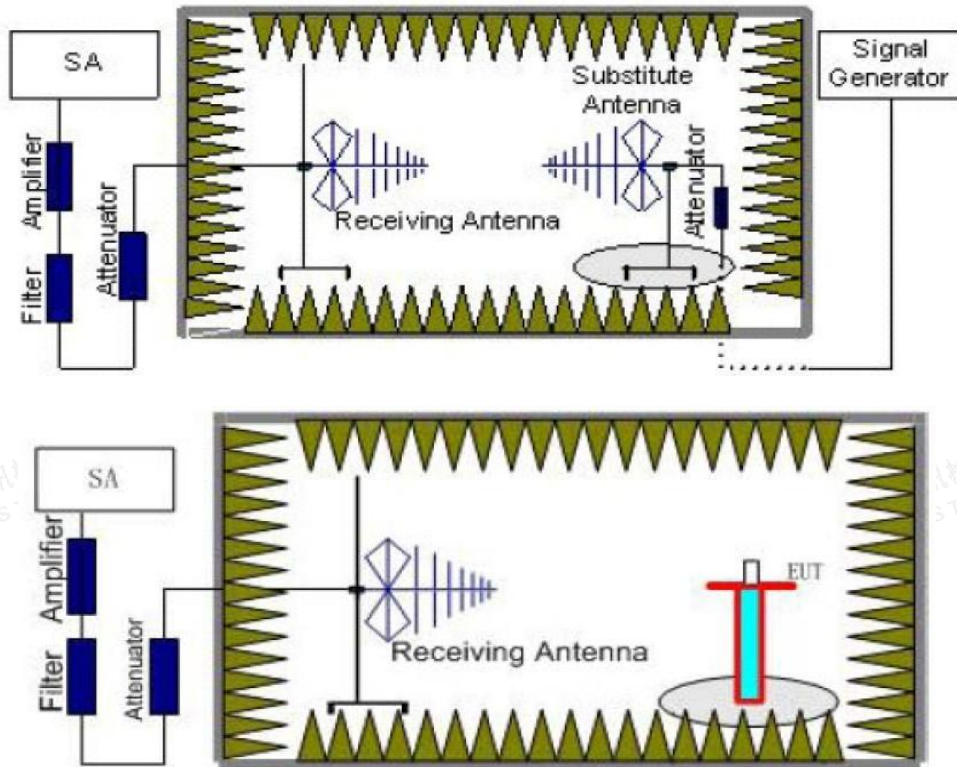 SA
Signal
Generator
Substitute
Antenna
Amplifier
Attenuator
Attenuator
Receiving Antenna
Filter
SA
Amplifier
EUT
Receiving Antenna
Filter
Attenuator